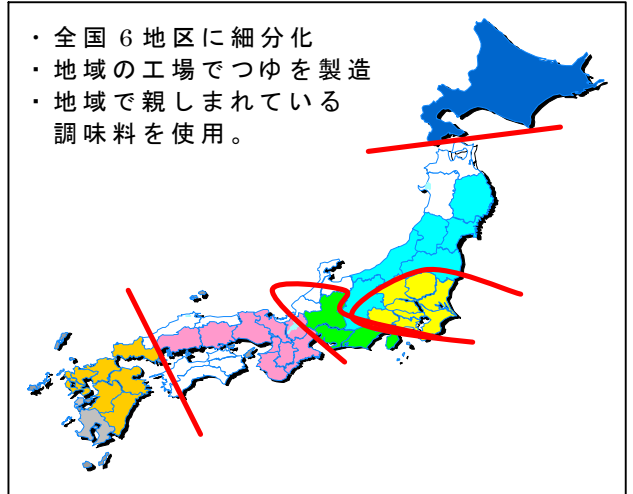 ・全国6地区に細分化
・地域の工場でつゆを製造
・地域で親しまれている
調味料を使用。